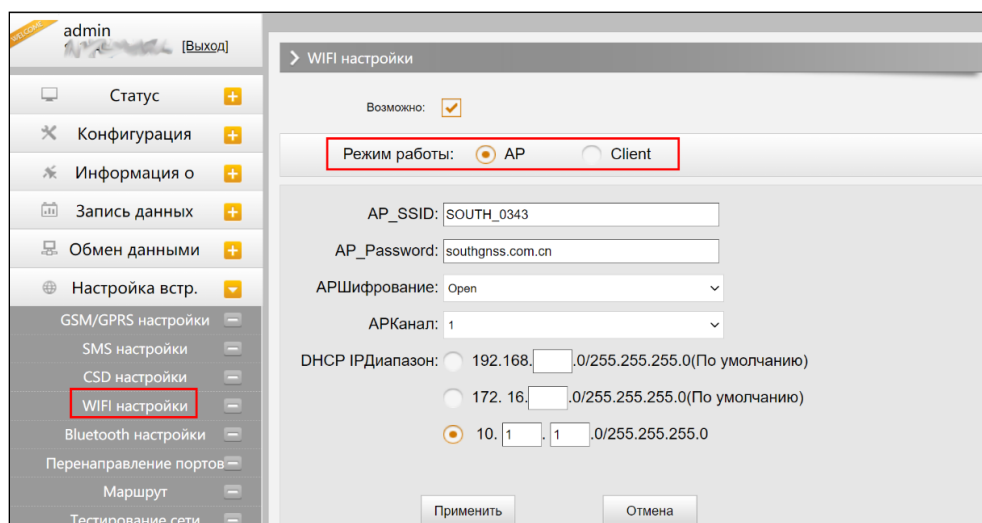 WELCOME
admin
[Выход]
Статус
Конфигурация
Информация о
Запись данных
Обмен данными
Настройка встр.
GSM/GPRS настройки
SMS настройки
CSD настройки
WIFI настройки
Bluetooth настройки
Перенаправление портов
Маршрут
Тестирование сети
WIFI настройки
Возможно:
Режим работы: AP Client
AP_SSID: SOUTH_0343
AP_Password: southgnss.com.cn
APШифрование: Open
APКанал: 1
DHCP IPДиапазон: 192.168. .0/255.255.255.0(По умолчанию)
172. 16. .0/255.255.255.0(По умолчанию)
10. 1 . 1 .0/255.255.255.0
Применить Отмена